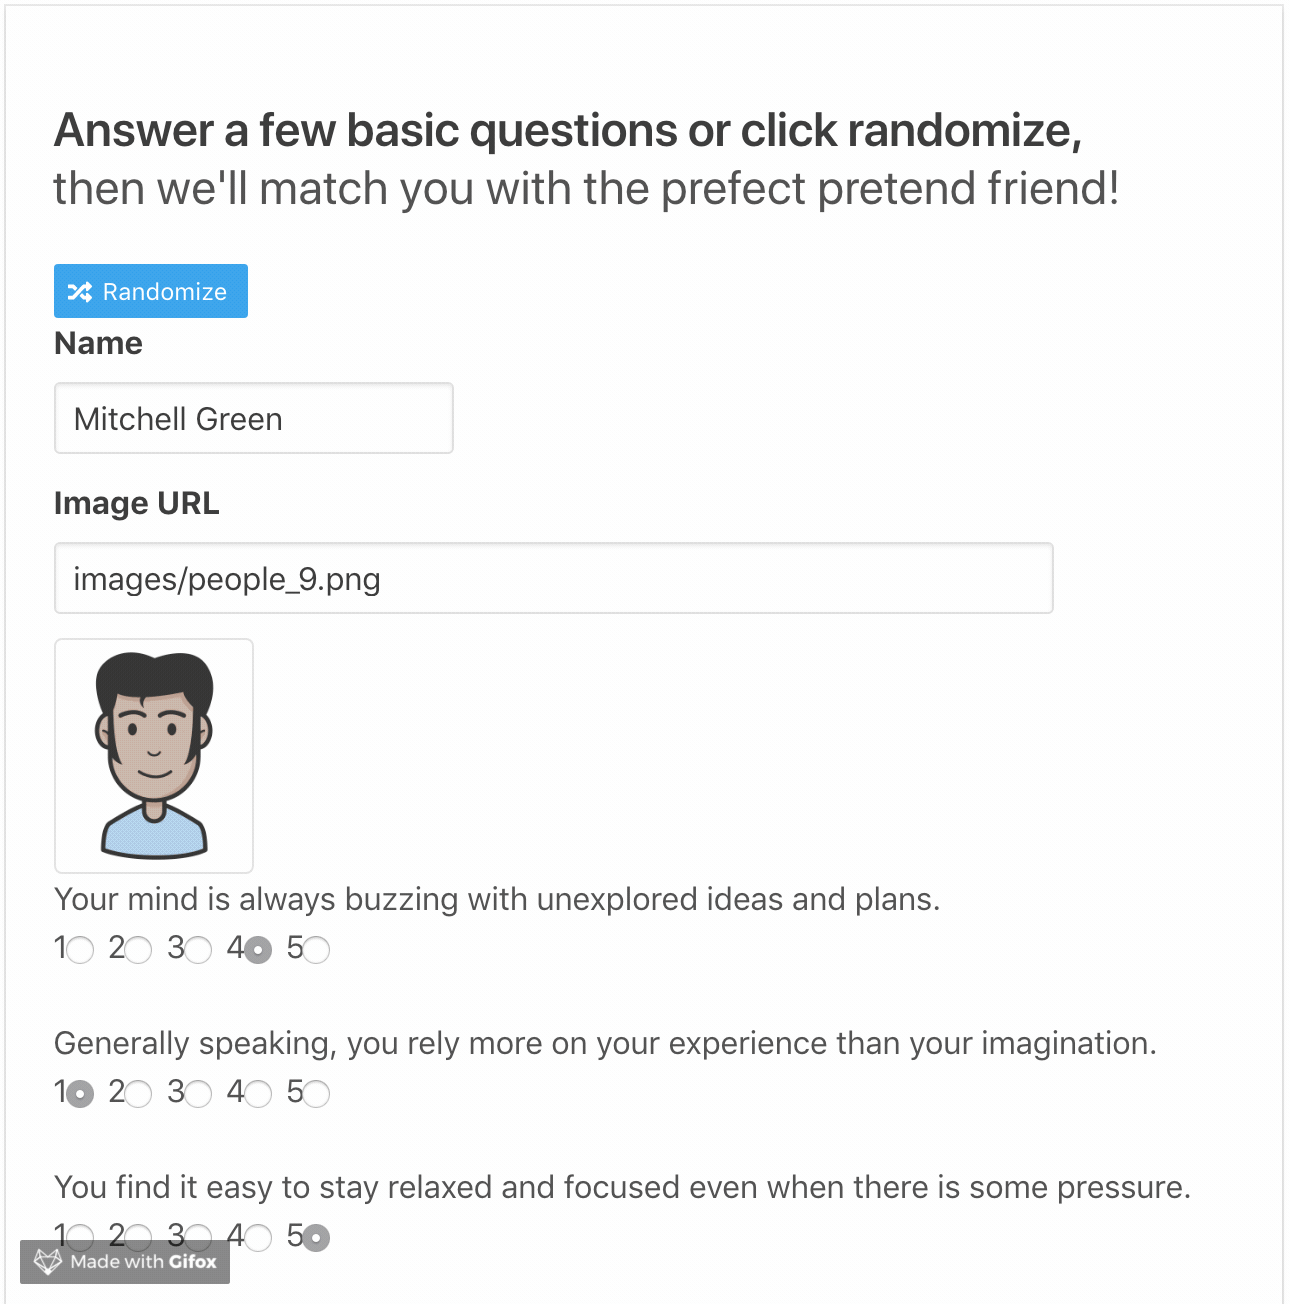 Answer a few basic questions or click randomize,
then we'll match you with the prefect pretend friend!
Randomize
Name
Mitchell Green
Image URL
images/people_9.png
Your mind is always buzzing with unexplored ideas and plans.
1 2 3 4 5
Generally speaking, you rely more on your experience than your imagination.
1 2 3 4 5
You find it easy to stay relaxed and focused even when there is some pressure.
1 2 3 4 5
Made with Gifox